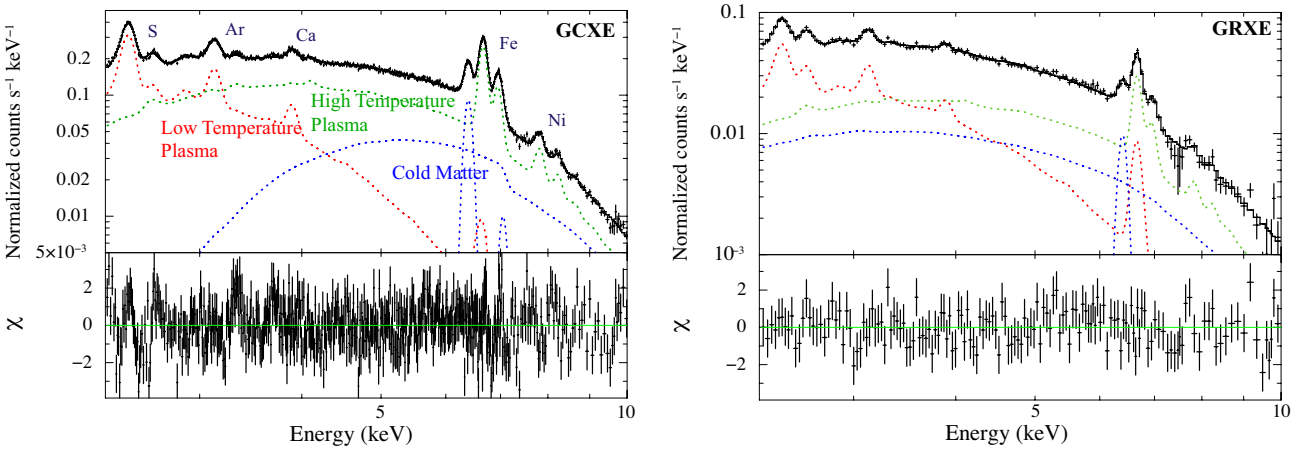 GCXE
S
Ar
Ca
Fe
Ni
High Temperature
Plasma
Low Temperature
Plasma
Cold Matter
Normalized counts s⁻¹ keV⁻¹
0.2
0.1
0.05
0.02
0.01
5×10⁻³
χ
2
0
−2
5
10
Energy (keV)
GRXE
Normalized counts s⁻¹ keV⁻¹
0.1
0.01
10⁻³
χ
2
0
−2
5
10
Energy (keV)